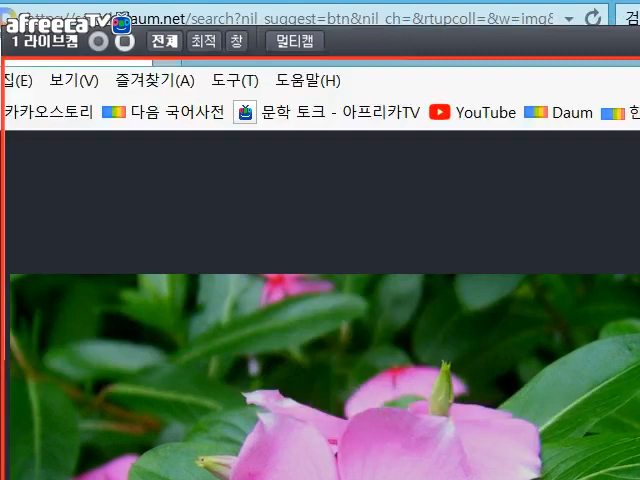 afreecaTV
daum.net/search?nil_suggest=btn&nil_ch=&rtupcoll=&w=img&
검
1 라이브캠 전체 최적 창 멀티캠
집(E) 보기(V) 즐겨찾기(A) 도구(T) 도움말(H)
카카오스토리 다음 국어사전 문학 토크 - 아프리카TV YouTube Daum 한